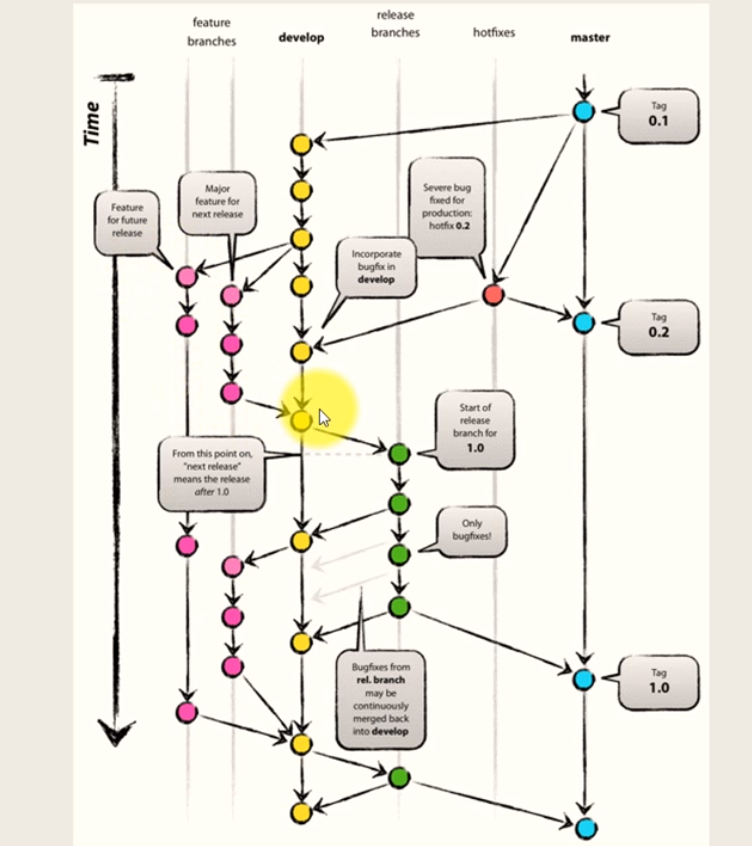 feature
branches
develop
release
branches
hotfixes
master
Time
Tag
0.1
Feature
for future
release
Major
feature for
next release
Severe bug
fixed for
production:
hotfix 0.2
Incorporate
bugfix in
develop
Tag
0.2
Start of
release
branch for
1.0
From this point on,
"next release"
means the release
after 1.0
Only
bugfixes!
Bugfixes from
rel. branch
may be
continuously
merged back
into develop
Tag
1.0